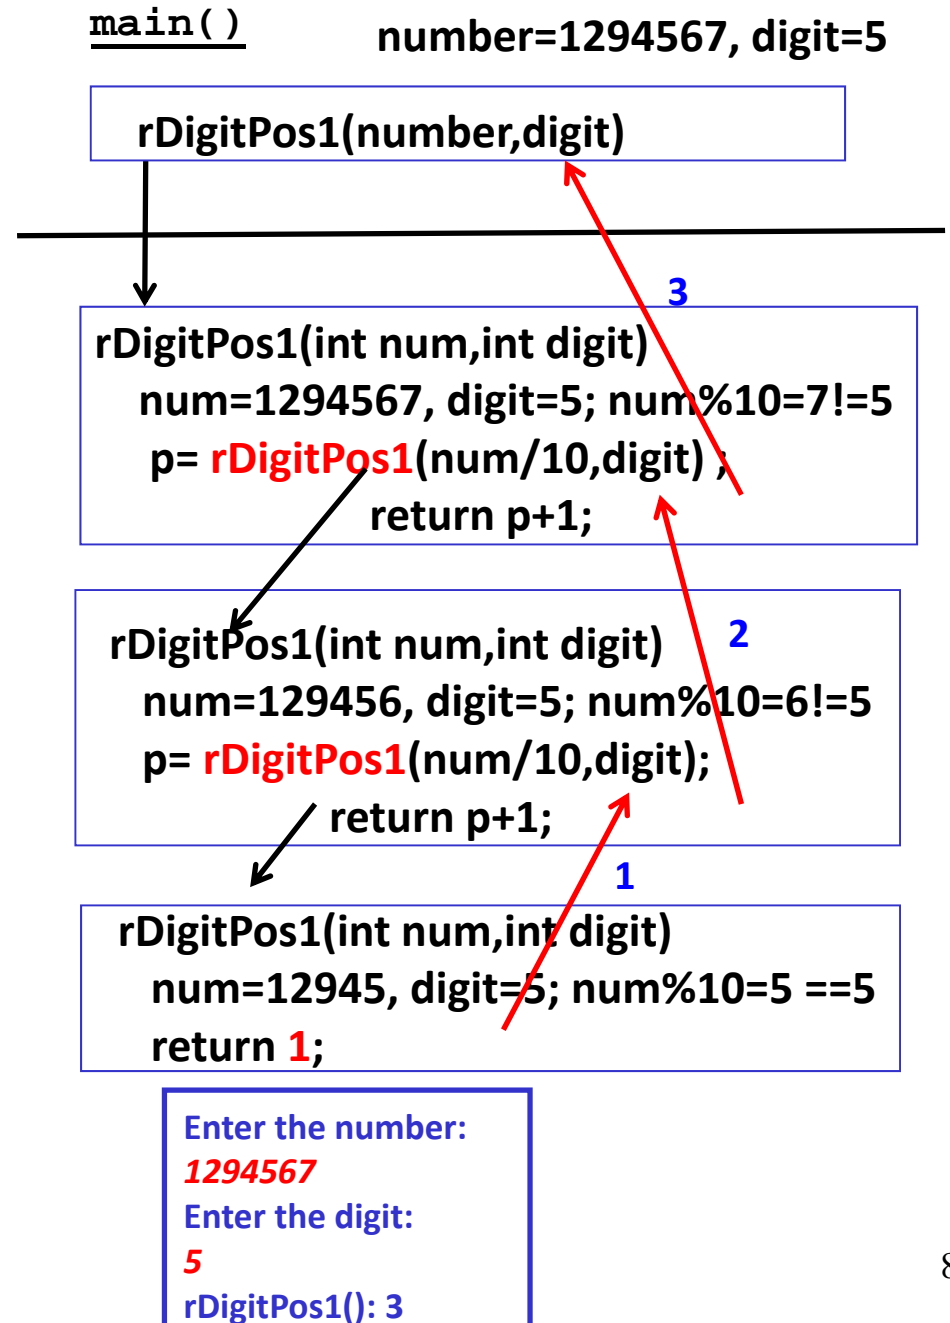 main()
number=1294567, digit=5
rDigitPos1(number,digit)
3
rDigitPos1(int num,int digit)
num=1294567, digit=5; num%10=7!=5
p= rDigitPos1(num/10,digit) ;
return p+1;
rDigitPos1(int num,int digit)
2
num=129456, digit=5; num%10=6!=5
p= rDigitPos1(num/10,digit);
return p+1;
1
rDigitPos1(int num,int digit)
num=12945, digit=5; num%10=5 ==5
return 1;
Enter the number:
1294567
Enter the digit:
5
8
rDigitPos1(): 3